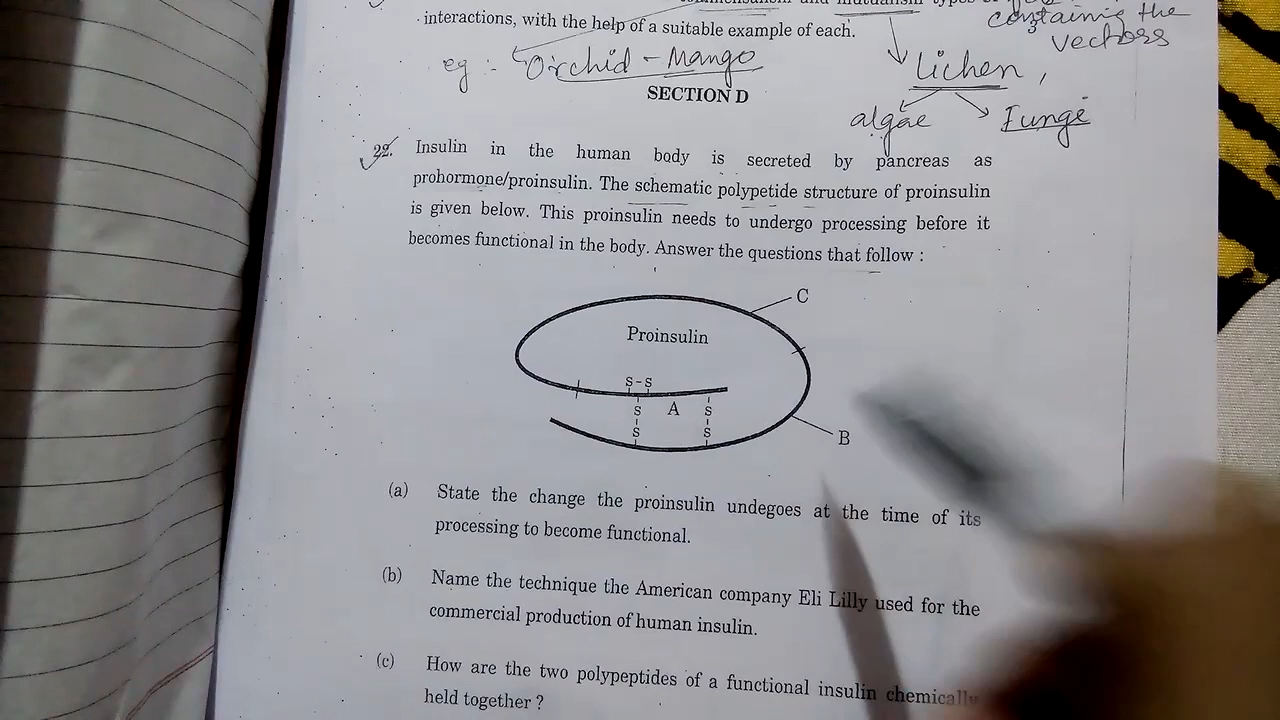 and mutualism types of
containing the
interactions, with the help of a suitable example of each.
vectors
eg :- Orchid - Mango
Lichen,
SECTION D
algae
Fungi
22. Insulin in the human body is secreted by pancreas as
prohormone/proinsulin. The schematic polypetide structure of proinsulin
is given below. This proinsulin needs to undergo processing before it
becomes functional in the body. Answer the questions that follow :
C
Proinsulin
S-S
S A S
S S
B
(a) State the change the proinsulin undegoes at the time of its
processing to become functional.
(b) Name the technique the American company Eli Lilly used for the
commercial production of human insulin.
(c) How are the two polypeptides of a functional insulin chemically
held together ?